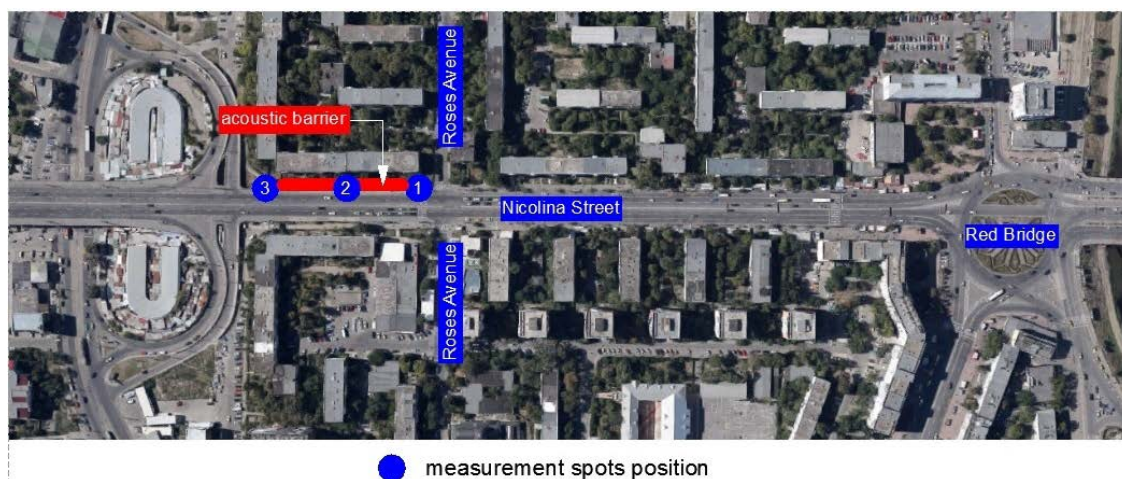 Roses Avenue
acoustic barrier
3
2
1
Nicolina Street
Red Bridge
Roses Avenue
measurement spots position